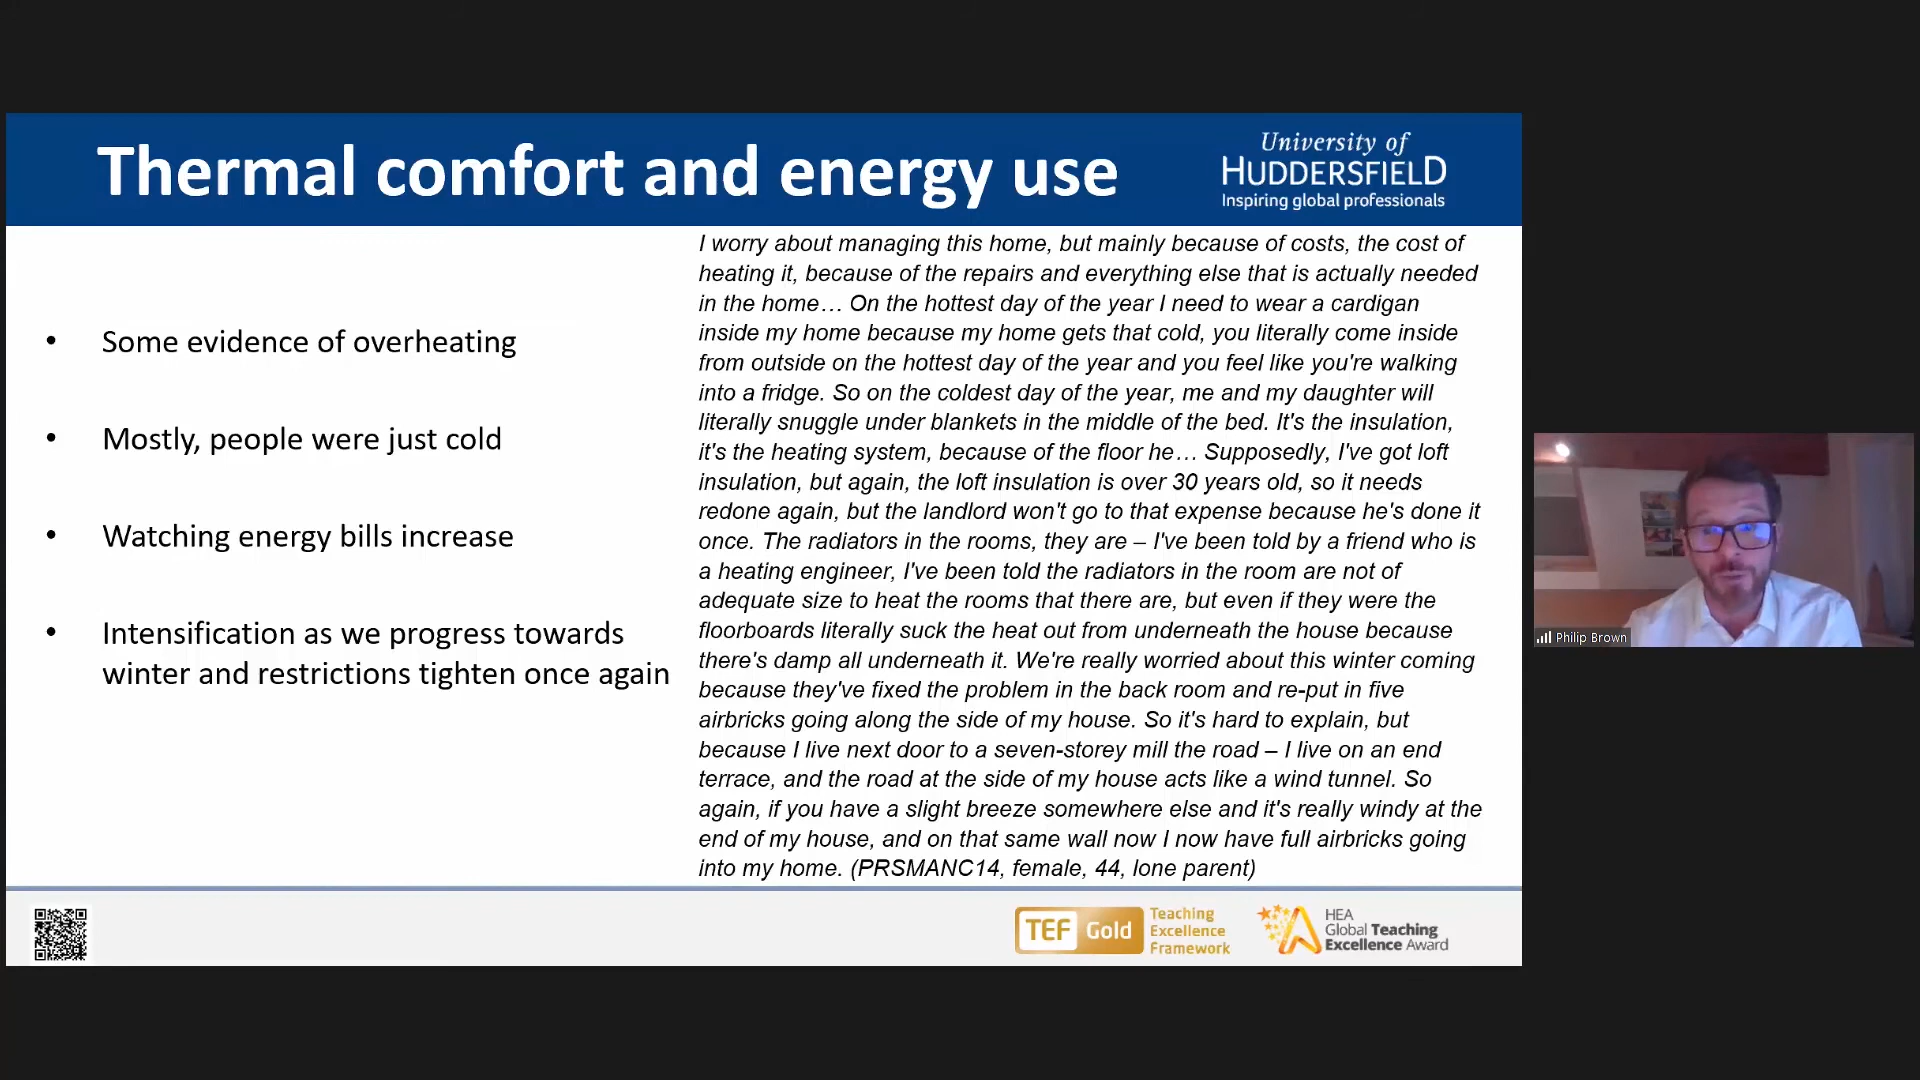 Thermal comfort and energy use
University of
HUDDERSFIELD
Inspiring global professionals
• Some evidence of overheating
• Mostly, people were just cold
• Watching energy bills increase
• Intensification as we progress towards
winter and restrictions tighten once again
I worry about managing this home, but mainly because of costs, the cost of
heating it, because of the repairs and everything else that is actually needed
in the home… On the hottest day of the year I need to wear a cardigan
inside my home because my home gets that cold, you literally come inside
from outside on the hottest day of the year and you feel like you're walking
into a fridge. So on the coldest day of the year, me and my daughter will
literally snuggle under blankets in the middle of the bed. It's the insulation,
it's the heating system, because of the floor he… Supposedly, I've got loft
insulation, but again, the loft insulation is over 30 years old, so it needs
redone again, but the landlord won't go to that expense because he's done it
once. The radiators in the rooms, they are – I've been told by a friend who is
a heating engineer, I've been told the radiators in the room are not of
adequate size to heat the rooms that there are, but even if they were the
floorboards literally suck the heat out from underneath the house because
there's damp all underneath it. We're really worried about this winter coming
because they've fixed the problem in the back room and re-put in five
airbricks going along the side of my house. So it's hard to explain, but
because I live next door to a seven-storey mill the road – I live on an end
terrace, and the road at the side of my house acts like a wind tunnel. So
again, if you have a slight breeze somewhere else and it's really windy at the
end of my house, and on that same wall now I now have full airbricks going
into my home. (PRSMANC14, female, 44, lone parent)
Philip Brown
TEF Gold
Teaching
Excellence
Framework
HEA
Global Teaching
Excellence Award